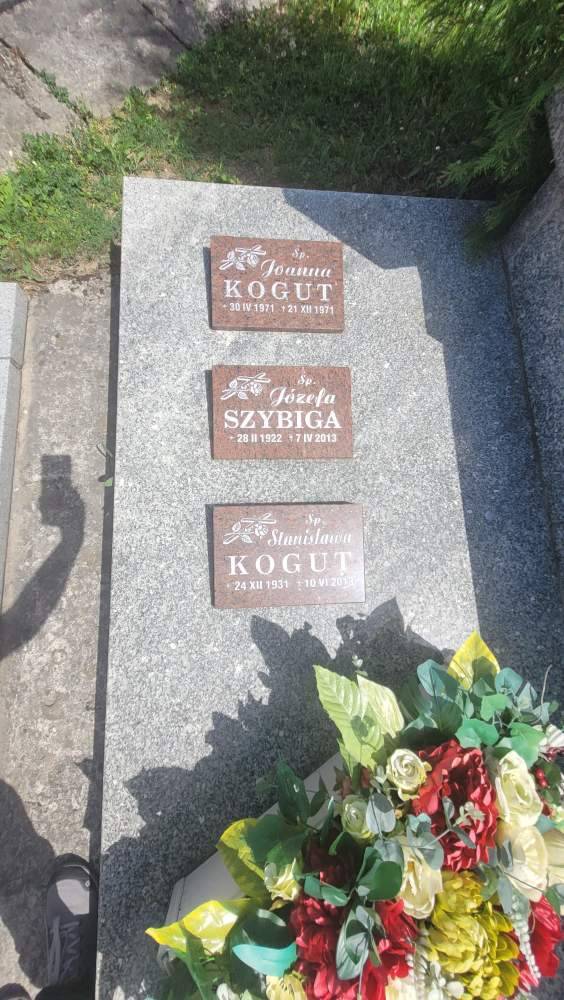 Śp.
Joanna
KOGUT
* 30 IV 1971 † 21 XII 1971
Śp.
Józefa
SZYBIGA
* 28 II 1922 † 7 IV 2013
Śp.
Stanisława
KOGUT
* 24 XII 1931 † 10 VI